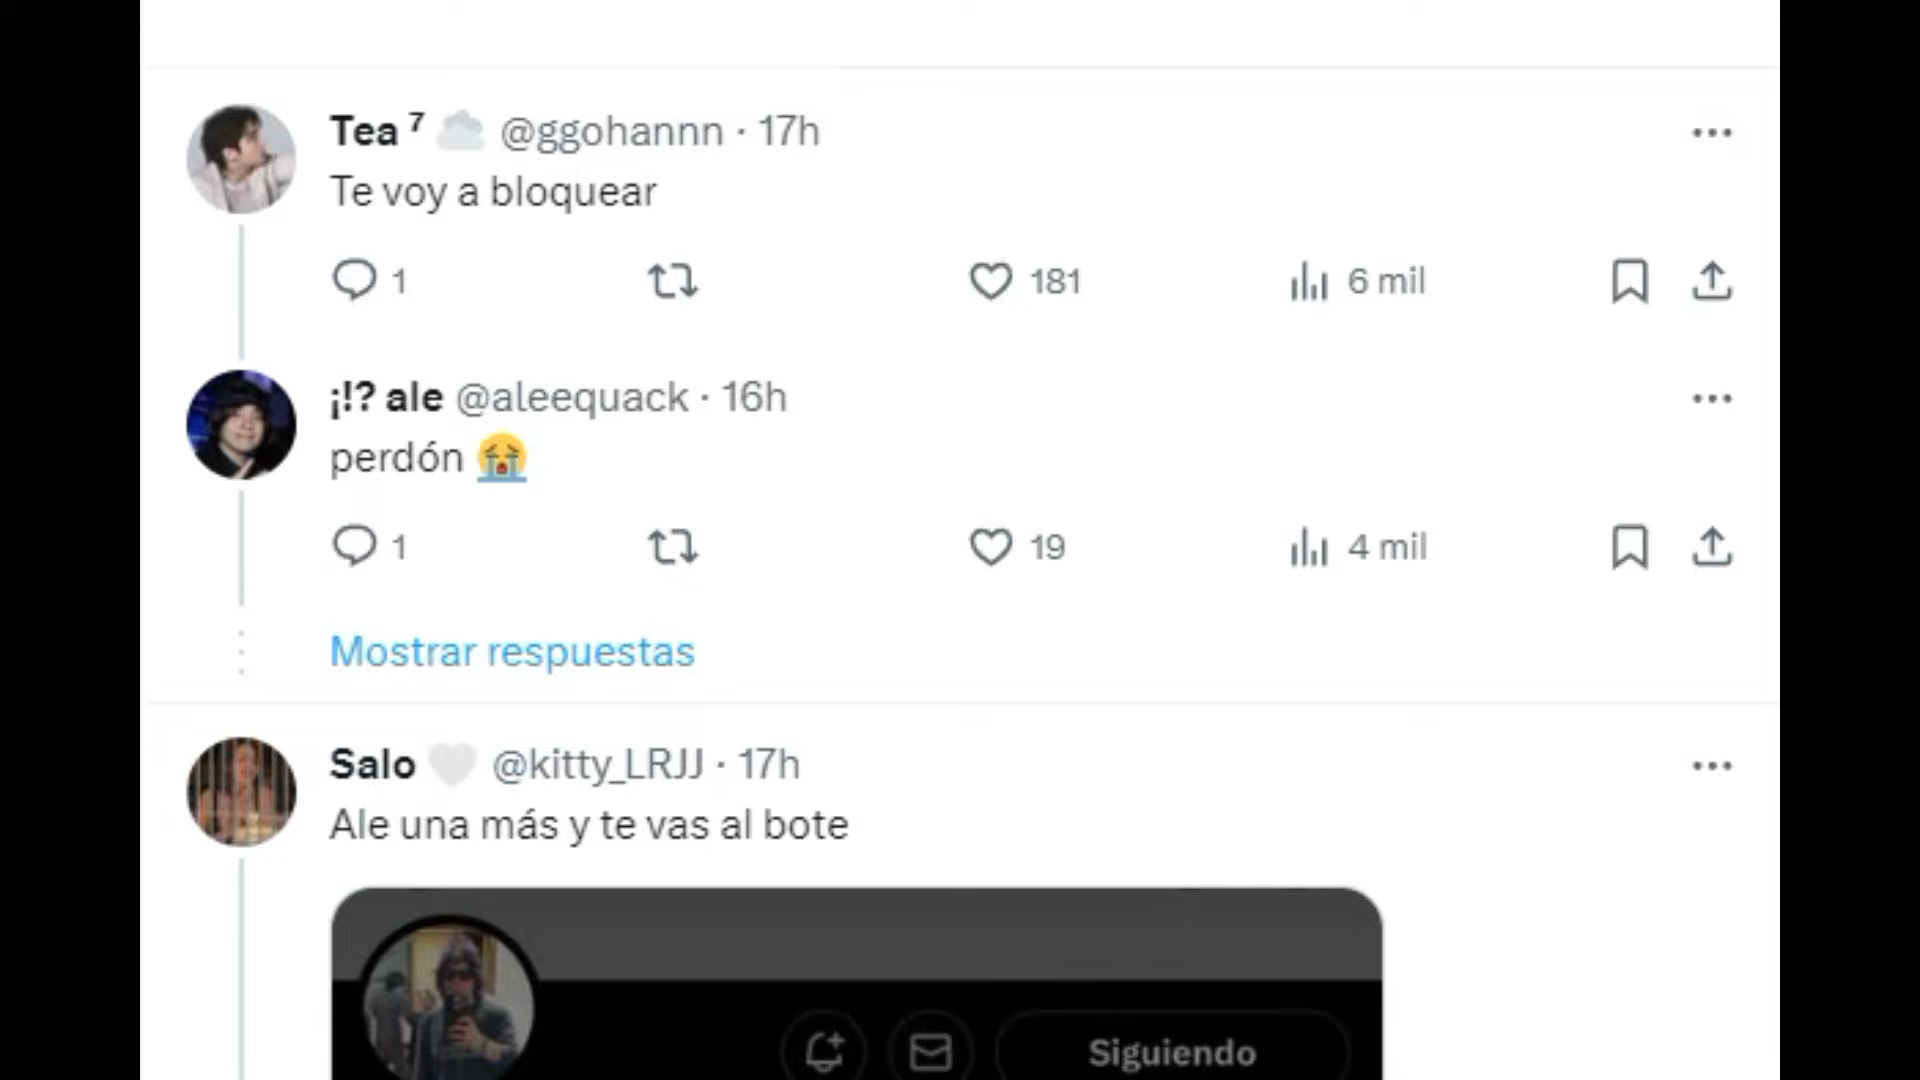 Tea ⁷ ☁️ @ggohannn · 17h
Te voy a bloquear
1 181 6 mil
¡!? ale @aleequack · 16h
perdón 😭
1 19 4 mil
Mostrar respuestas
Salo 🤍 @kitty_LRJJ · 17h
Ale una más y te vas al bote
Siguiendo